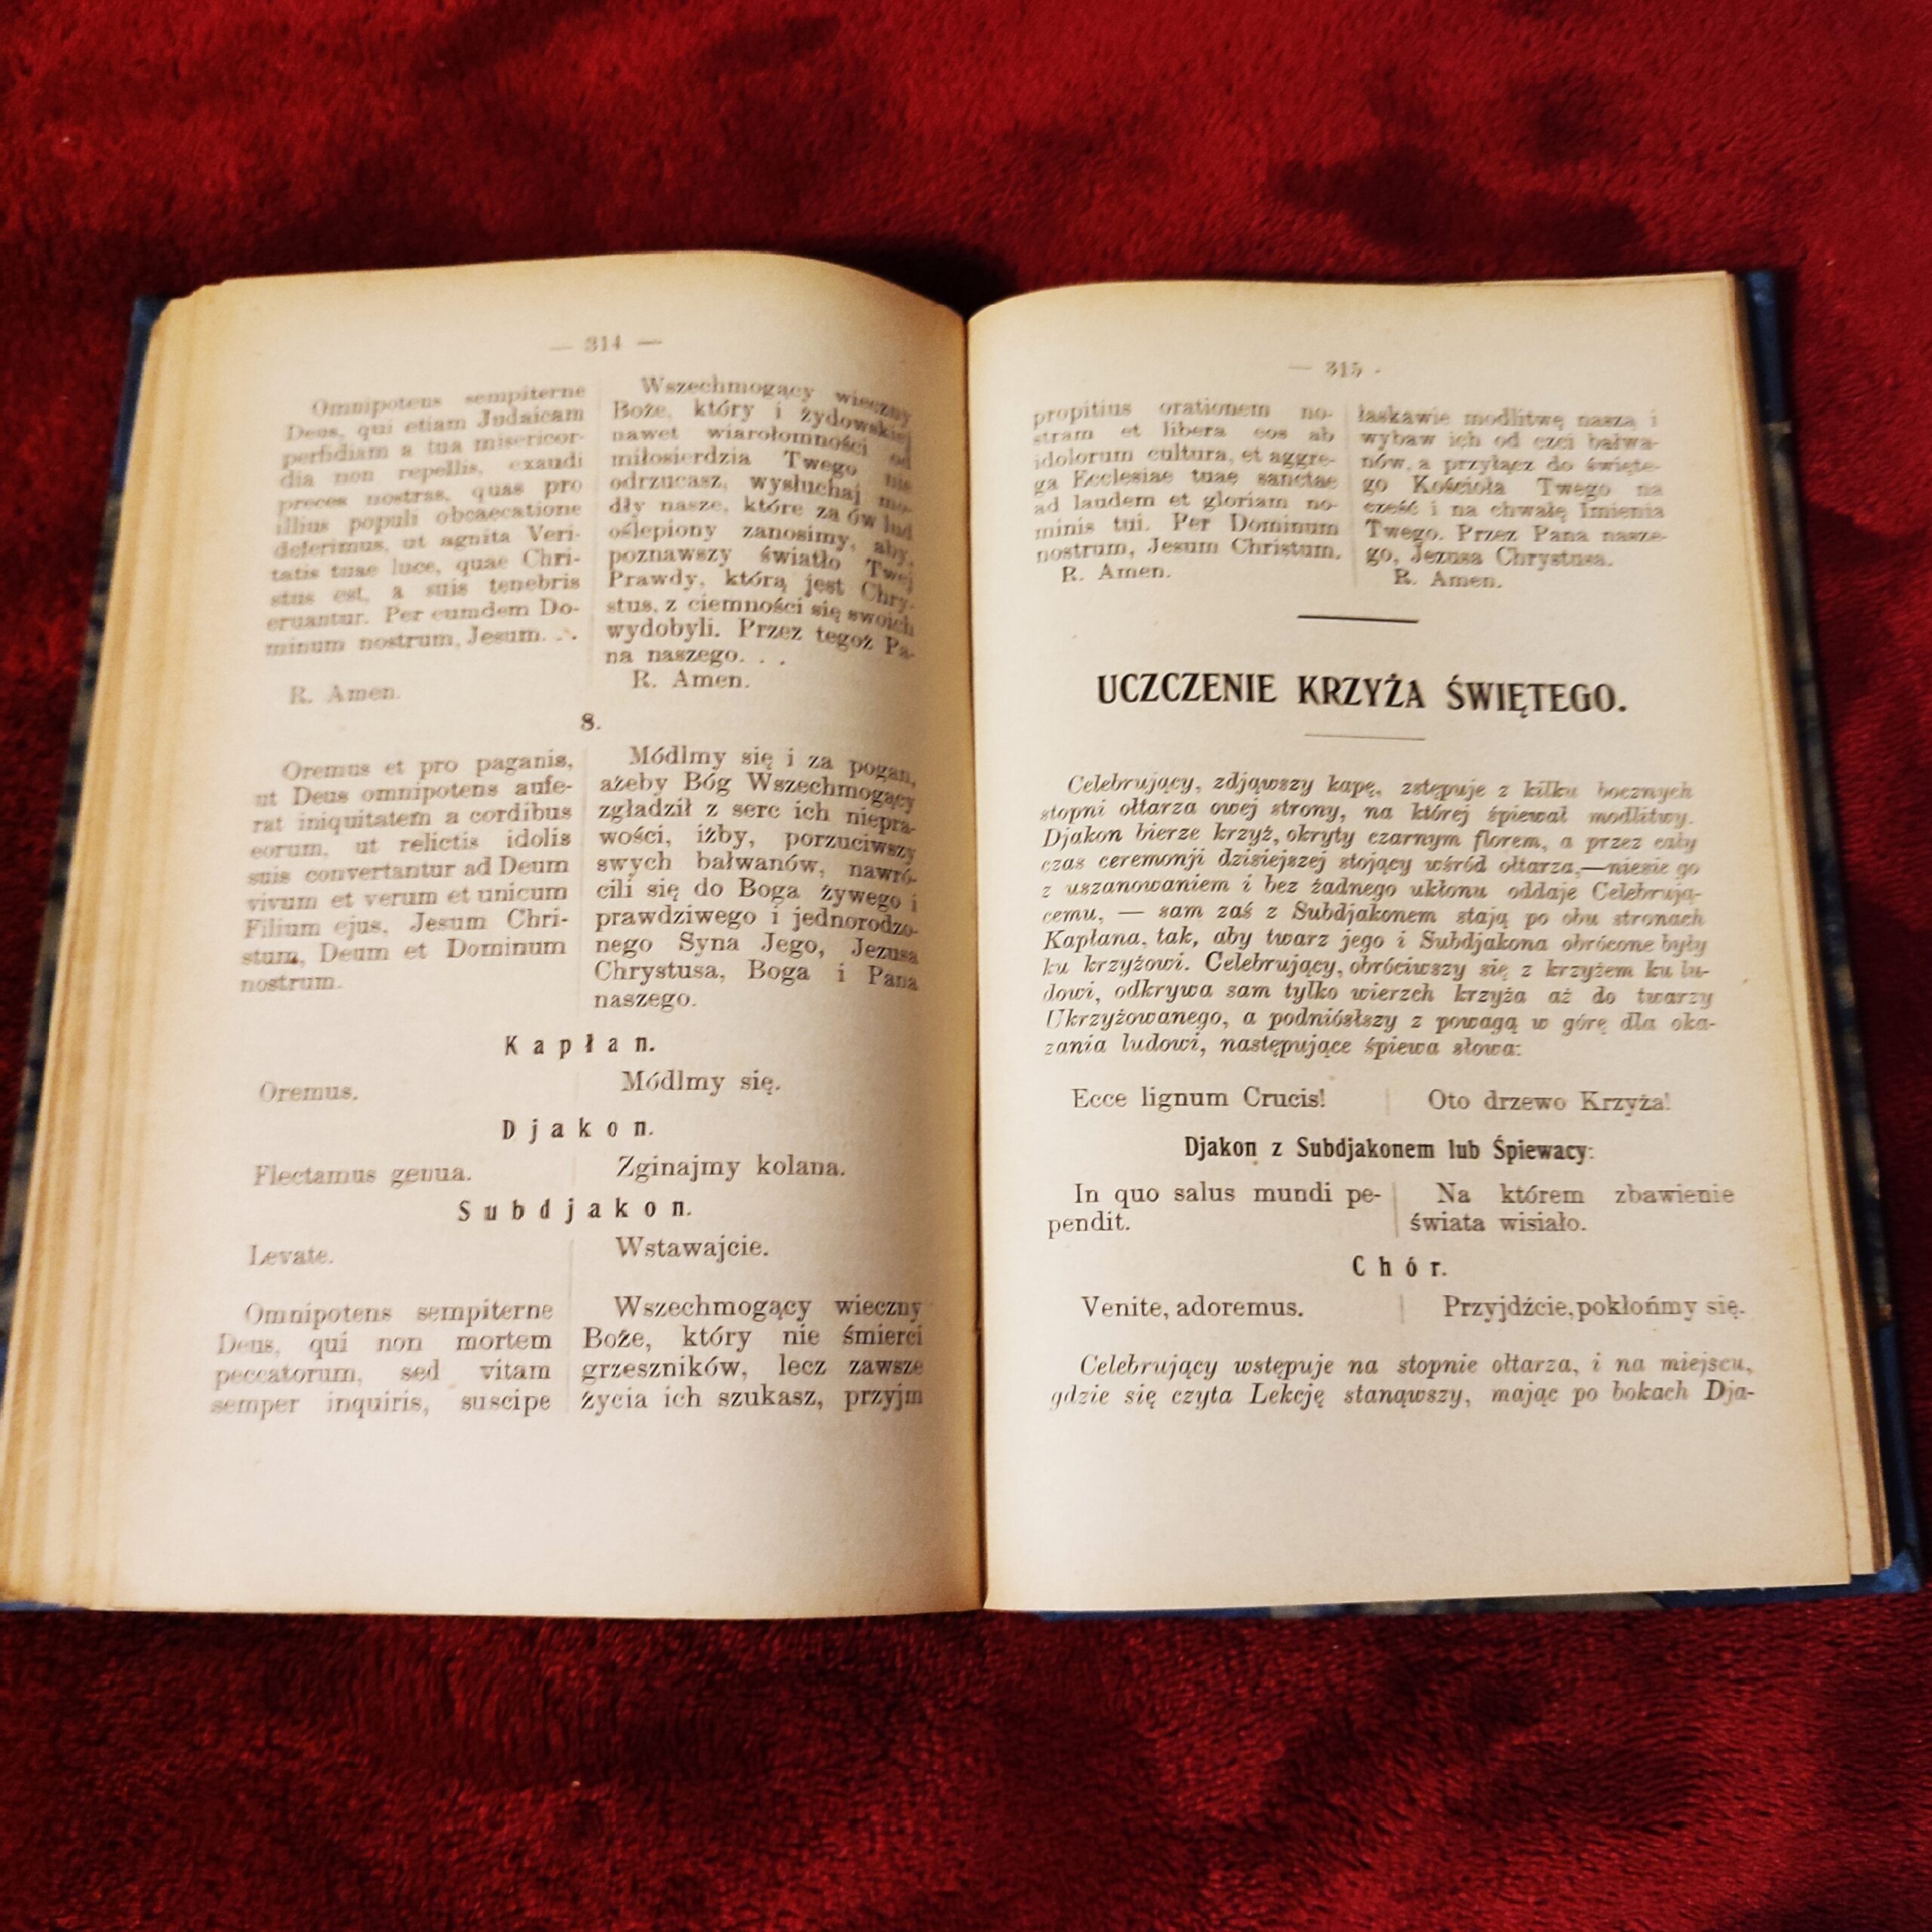 — 314 —
Omnipotens sempiterne
Deus, qui etiam Judaicam
perfidiam a tua misericor-
dia non repellis, exaudi
preces nostras, quas pro
illius populi obcaecatione
deferimus, ut agnita Veri-
tatis tuae luce, quae Chri-
stus est, a suis tenebris
eruantur. Per eumdem Do-
minum nostrum, Jesum. . .
R. Amen.
Wszechmogący wieczny
Boże, który i żydowskiej
nawet wiarołomności od
miłosierdzia Twego nie
odrzucasz, wysłuchaj mo-
dły nasze, które za ów lud
oślepiony zanosimy, aby,
poznawszy światło Twej
Prawdy, którą jest Chry-
stus, z ciemności się swoich
wydobyli. Przez tegoż Pa-
na naszego. . .
R. Amen.
8.
Oremus et pro paganis,
ut Deus omnipotens aufe-
rat iniquitatem a cordibus
eorum, ut relictis idolis
suis convertantur ad Deum
vivum et verum et unicum
Filium ejus, Jesum Chri-
stum, Deum et Dominum
nostrum.
Módlmy się i za pogan,
ażeby Bóg Wszechmogący
zgładził z serc ich niepra-
wości, iżby, porzuciwszy
swych bałwanów, nawró-
cili się do Boga żywego i
prawdziwego i jednorodzo-
nego Syna Jego, Jezusa
Chrystusa, Boga i Pana
naszego.
Kapłan.
Oremus. Módlmy się.
Djakon.
Flectamus genua. Zginajmy kolana.
Subdjakon.
Levate. Wstawajcie.
Omnipotens sempiterne
Deus, qui non mortem
peccatorum, sed vitam
semper inquiris, suscipe
Wszechmogący wieczny
Boże, który nie śmierci
grzeszników, lecz zawsze
życia ich szukasz, przyjm
— 315 -
propitius orationem no-
stram et libera eos ab
idolorum cultura, et aggre-
ga Ecclesiae tuae sanctae
ad laudem et gloriam no-
minis tui. Per Dominum
nostrum, Jesum Christum.
R. Amen.
łaskawie modlitwę naszą i
wybaw ich od czci bałwa-
nów, a przyłącz do święte-
go Kościoła Twego na
cześć i na chwałę Imienia
Twego. Przez Pana nasze-
go, Jezusa Chrystusa.
R. Amen.
UCZCZENIE KRZYŻA ŚWIĘTEGO.
Celebrujący, zdjąwszy kapę, zstępuje z kilku bocznych
stopni ołtarza owej strony, na której śpiewał modlitwy.
Djakon bierze krzyż, okryty czarnym florem, a przez cały
czas ceremonji dzisiejszej stojący wśród ołtarza,—niesie go
z uszanowaniem i bez żadnego ukłonu oddaje Celebrują-
cemu, — sam zaś z Subdjakonem stają po obu stronach
Kapłana, tak, aby twarz jego i Subdjakona obrócone były
ku krzyżowi. Celebrujący, obróciwszy się z krzyżem ku lu-
dowi, odkrywa sam tylko wierzch krzyża aż do twarzy
Ukrzyżowanego, a podniósłszy z powagą w górę dla oka-
zania ludowi, następujące śpiewa słowa:
Ecce lignum Crucis! Oto drzewo Krzyża!
Djakon z Subdjakonem lub Śpiewacy:
In quo salus mundi pe-
pendit.
Na którem zbawienie
świata wisiało.
Chór.
Venite, adoremus. Przyjdźcie, pokłońmy się.
Celebrujący wstępuje na stopnie ołtarza, i na miejscu,
gdzie się czyta Lekcję stanąwszy, mając po bokach Dja-